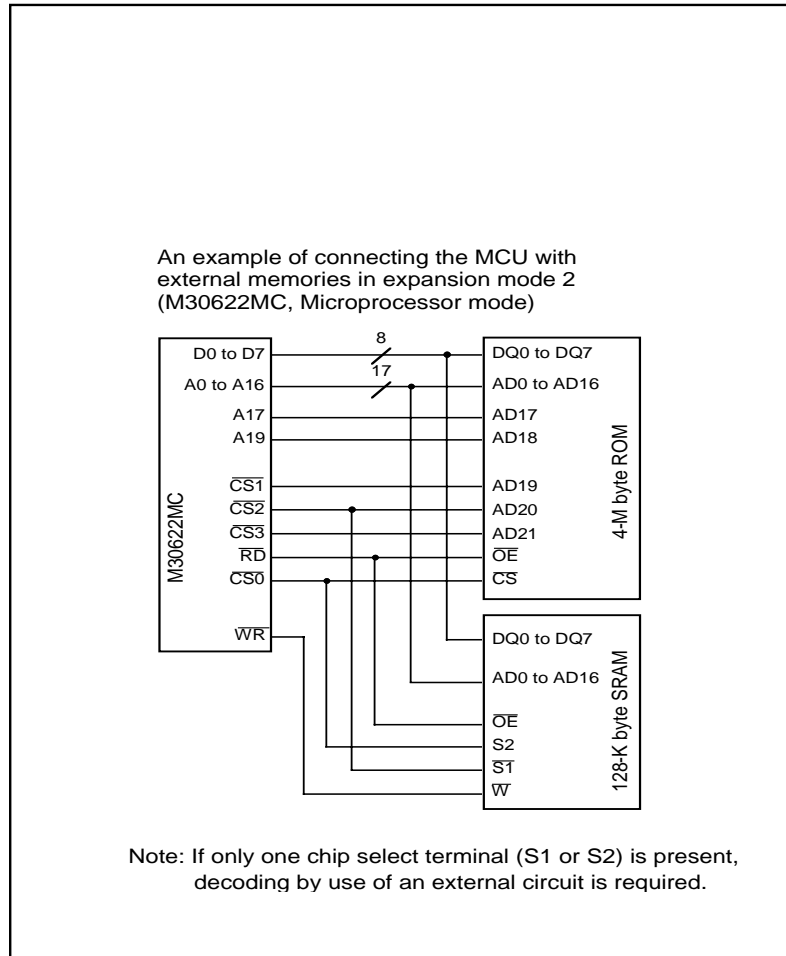 An example of connecting the MCU with
external memories in expansion mode 2
(M30622MC, Microprocessor mode)
8
17
M30622MC
D0 to D7
A0 to A16
A17
A19
CS1
CS2
CS3
RD
CS0
WR
DQ0 to DQ7
AD0 to AD16
AD17
AD18
AD19
AD20
AD21
OE
CS
4-M byte ROM
DQ0 to DQ7
AD0 to AD16
OE
S2
S1
W
128-K byte SRAM
Note: If only one chip select terminal (S1 or S2) is present,
decoding by use of an external circuit is required.